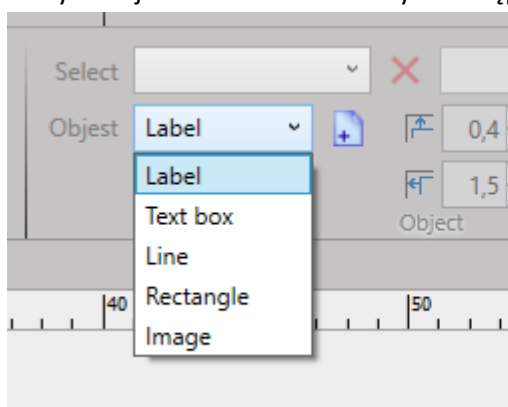 Select
Objest Label 0,4
Label
Text box 1,5
Object
Line
Rectangle
Image
40 50